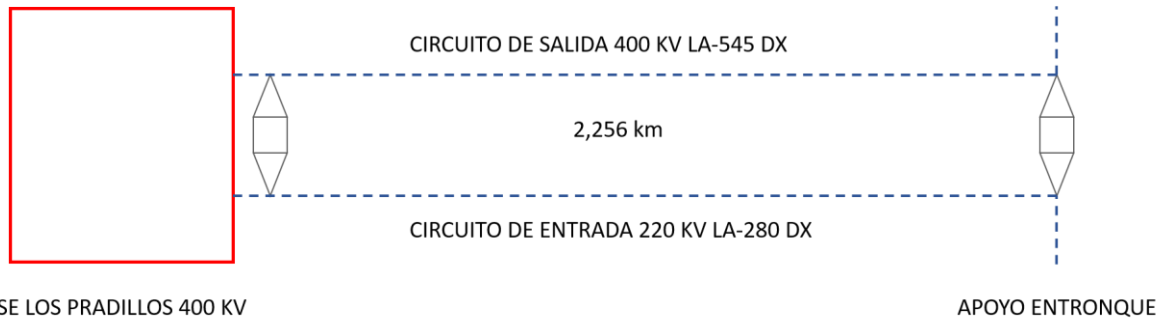 CIRCUITO DE SALIDA 400 KV LA-545 DX
2,256 km
CIRCUITO DE ENTRADA 220 KV LA-280 DX
SE LOS PRADILLOS 400 KV
APOYO ENTRONQUE